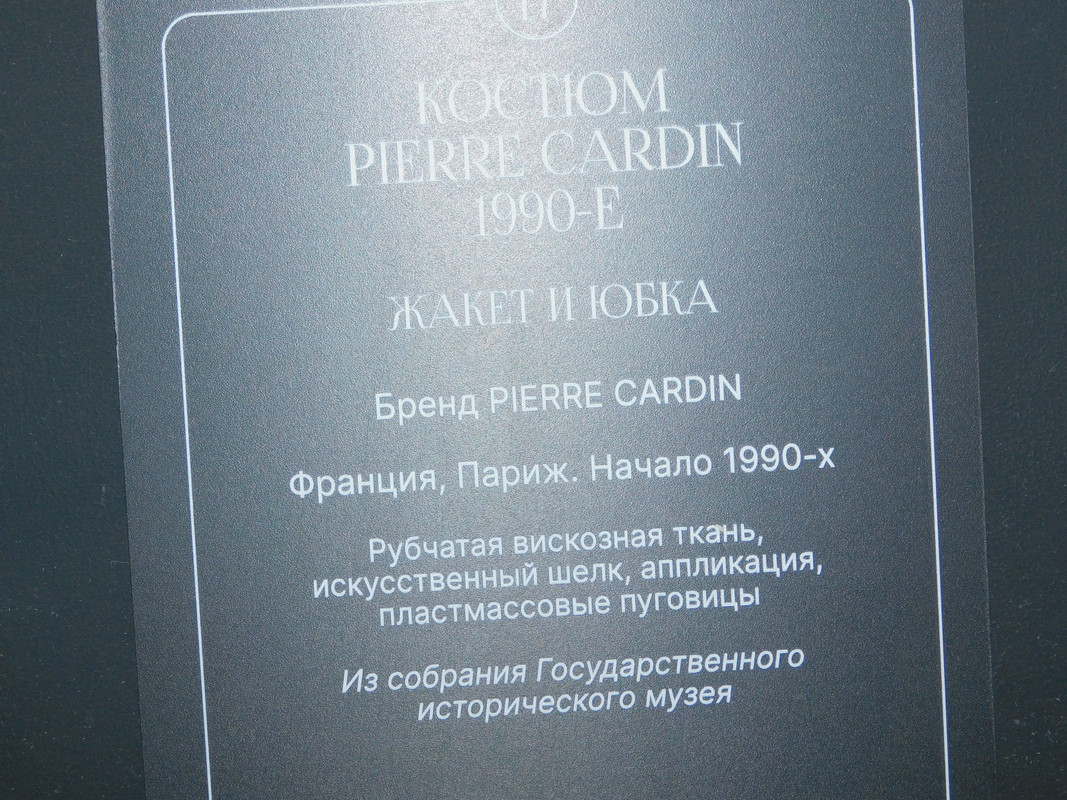 КОСТЮМ
PIERRE CARDIN
1990-Е
ЖАКЕТ И ЮБКА
Бренд PIERRE CARDIN
Франция, Париж. Начало 1990-х
Рубчатая вискозная ткань,
искусственный шелк, аппликация,
пластмассовые пуговицы
Из собрания Государственного
исторического музея